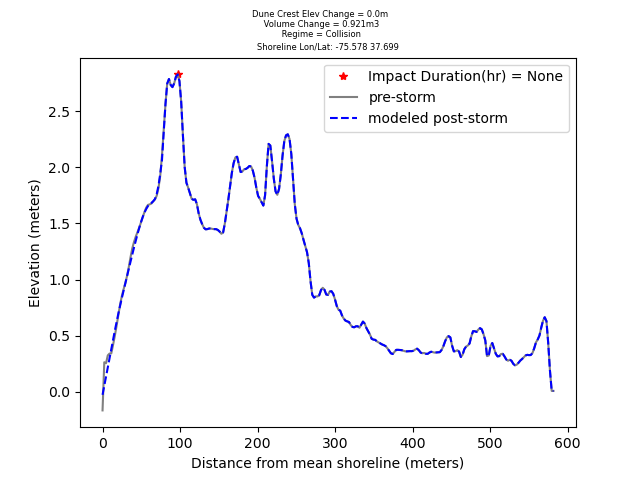 Dune Crest Elev Change = 0.0m
Volume Change = 0.921m3
Regime = Collision
Shoreline Lon/Lat: -75.578 37.699
Impact Duration(hr) = None
pre-storm
modeled post-storm
Elevation (meters)
2.5
2.0
1.5
1.0
0.5
0.0
0 100 200 300 400 500 600
Distance from mean shoreline (meters)